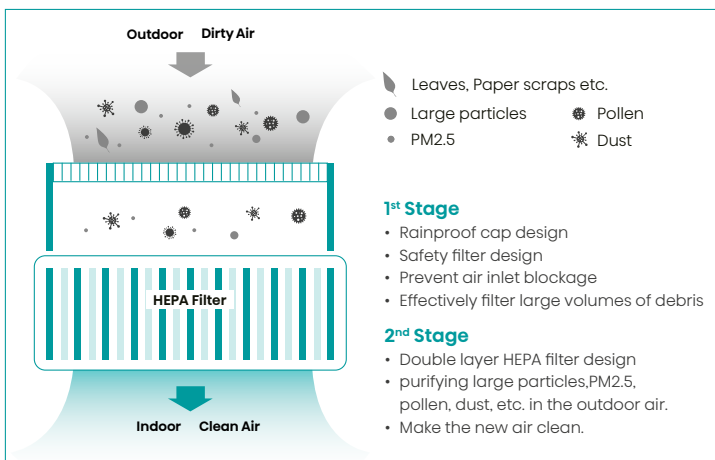 Outdoor Dirty Air
Leaves, Paper scraps etc.
Large particles
Pollen
PM2.5
Dust
1st Stage
• Rainproof cap design
• Safety filter design
• Prevent air inlet blockage
• Effectively filter large volumes of debris
HEPA Filter
2nd Stage
• Double layer HEPA filter design
• purifying large particles,PM2.5,
pollen, dust, etc. in the outdoor air.
• Make the new air clean.
Indoor Clean Air